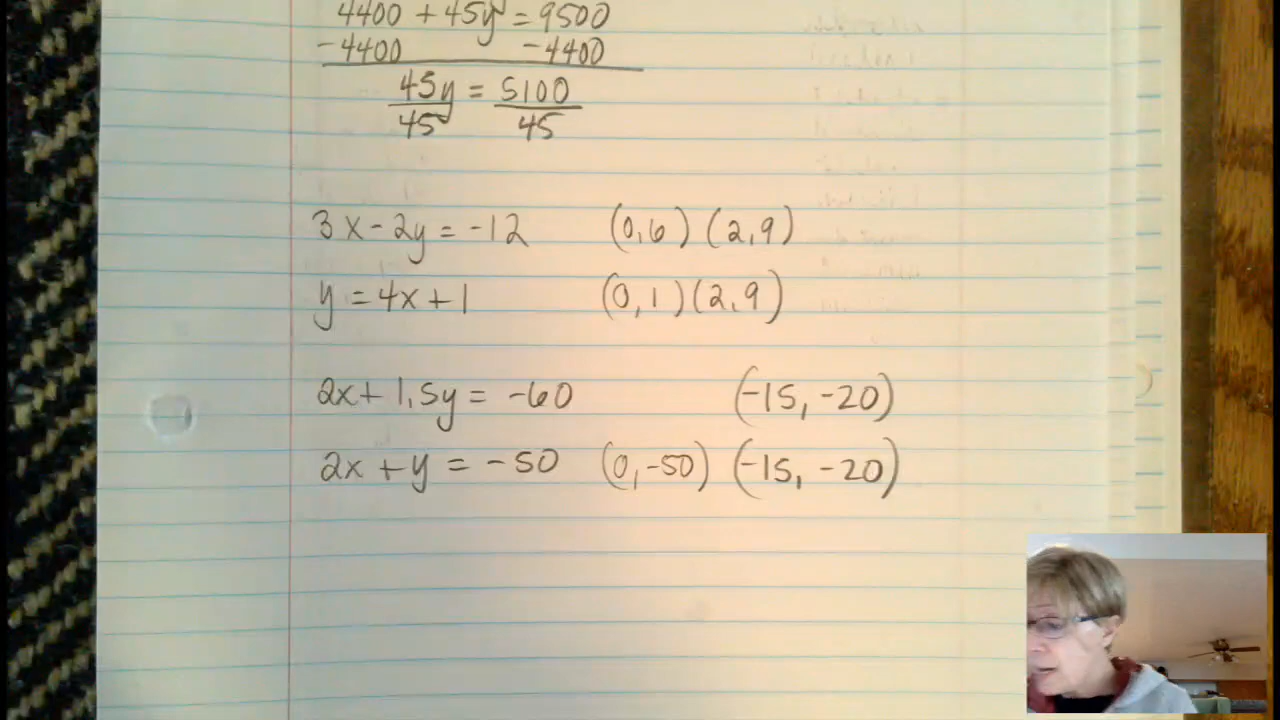 4400 + 45y = 9500
-4400 -4400
45y = 5100
45 45
3x - 2y = -12 (0,6) (2,9)
y = 4x + 1 (0,1) (2,9)
2x + 1.5y = -60 (-15, -20)
2x + y = -50 (0, -50) (-15, -20)